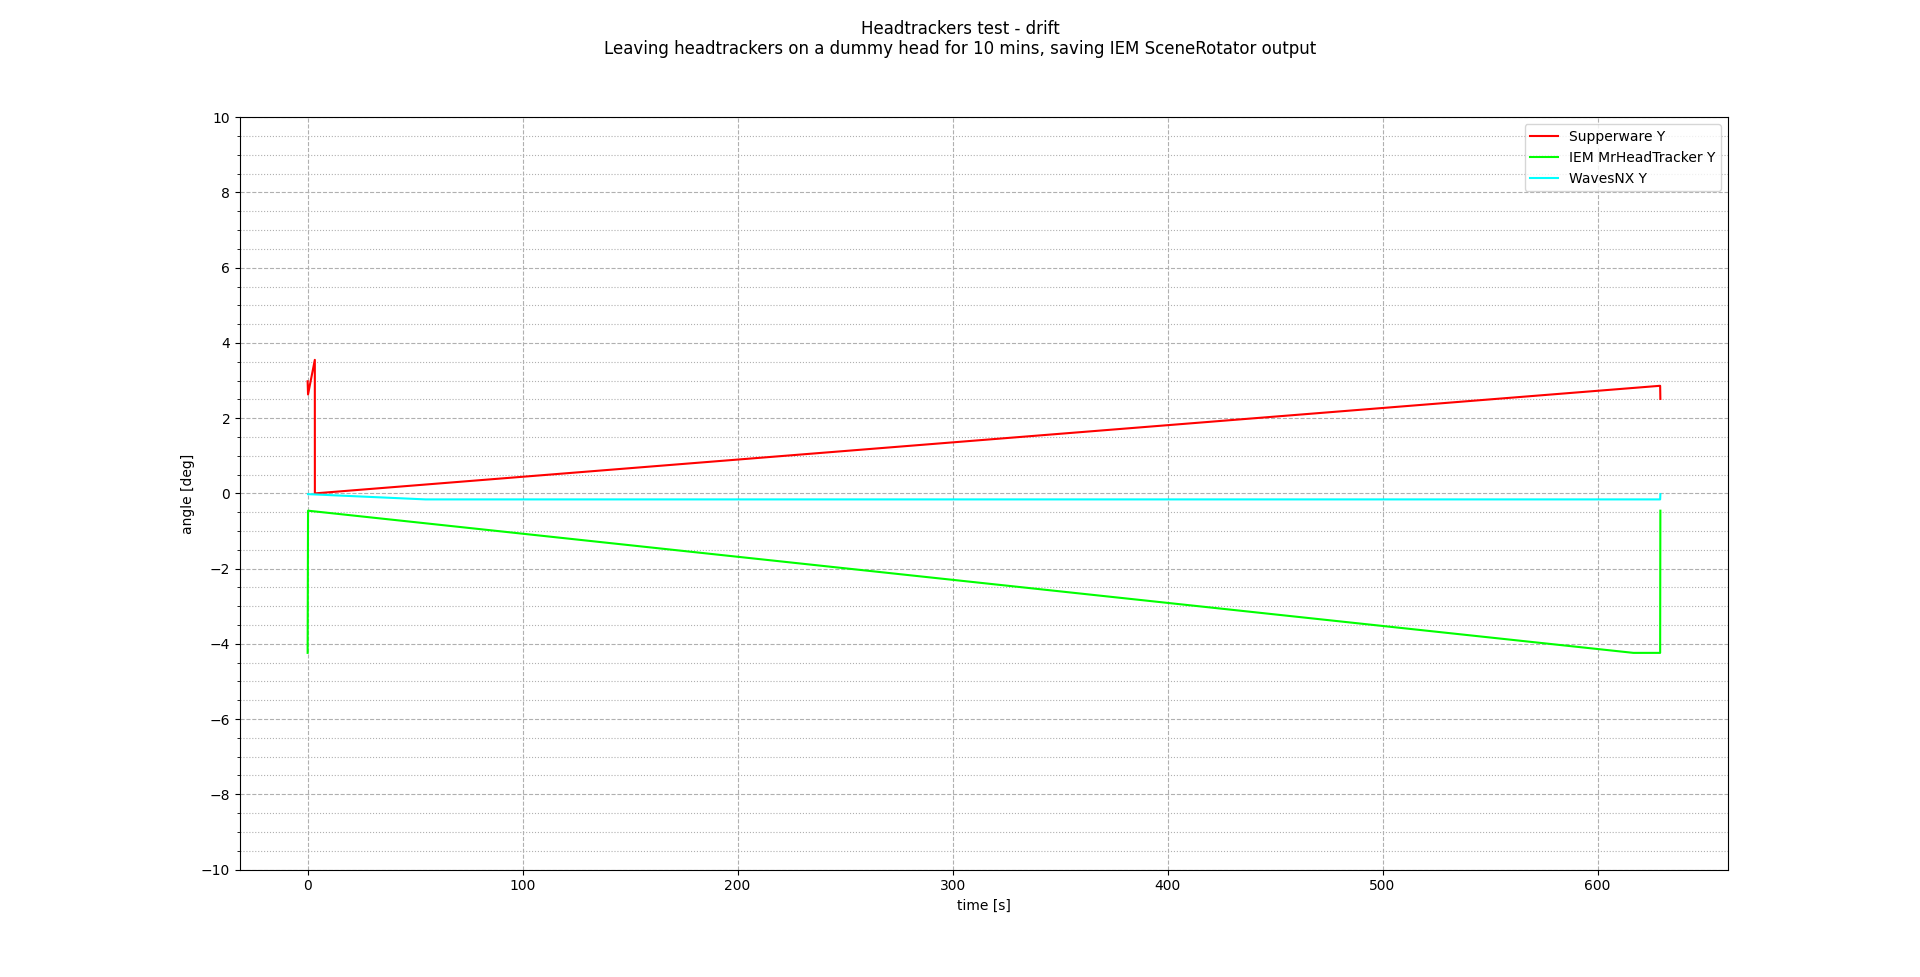 Headtrackers test - drift
Leaving headtrackers on a dummy head for 10 mins, saving IEM SceneRotator output
10
8
6
4
2
0
−2
−4
−6
−8
−10
angle [deg]
Supperware Y
IEM MrHeadTracker Y
WavesNX Y
0 100 200 300 400 500 600
time [s]